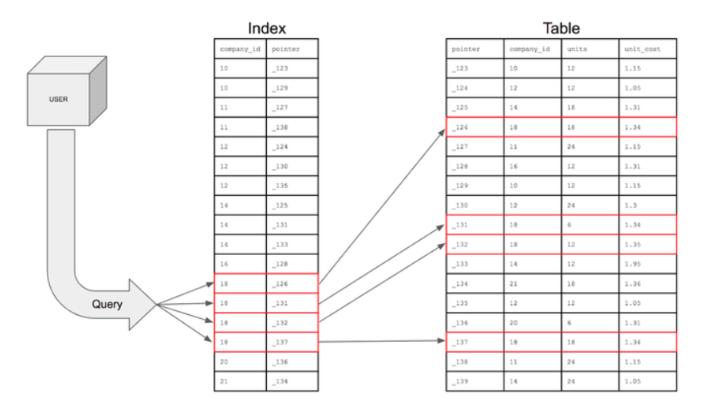 Index
Table
USER
Query
company_id pointer
10 _123
10 _129
11 _127
11 _138
12 _124
12 _130
12 _135
14 _125
14 _131
14 _133
16 _128
18 _126
18 _131
18 _132
18 _137
20 _136
21 _134
pointer company_id units unit_cost
_123 10 12 1.15
_124 12 12 1.05
_125 14 18 1.31
_126 18 18 1.34
_127 11 24 1.15
_128 16 12 1.31
_129 10 12 1.15
_130 12 24 1.3
_131 18 6 1.34
_132 18 12 1.35
_133 14 12 1.95
_134 21 18 1.36
_135 12 12 1.05
_136 20 6 1.31
_137 18 18 1.34
_138 11 24 1.15
_139 14 24 1.05